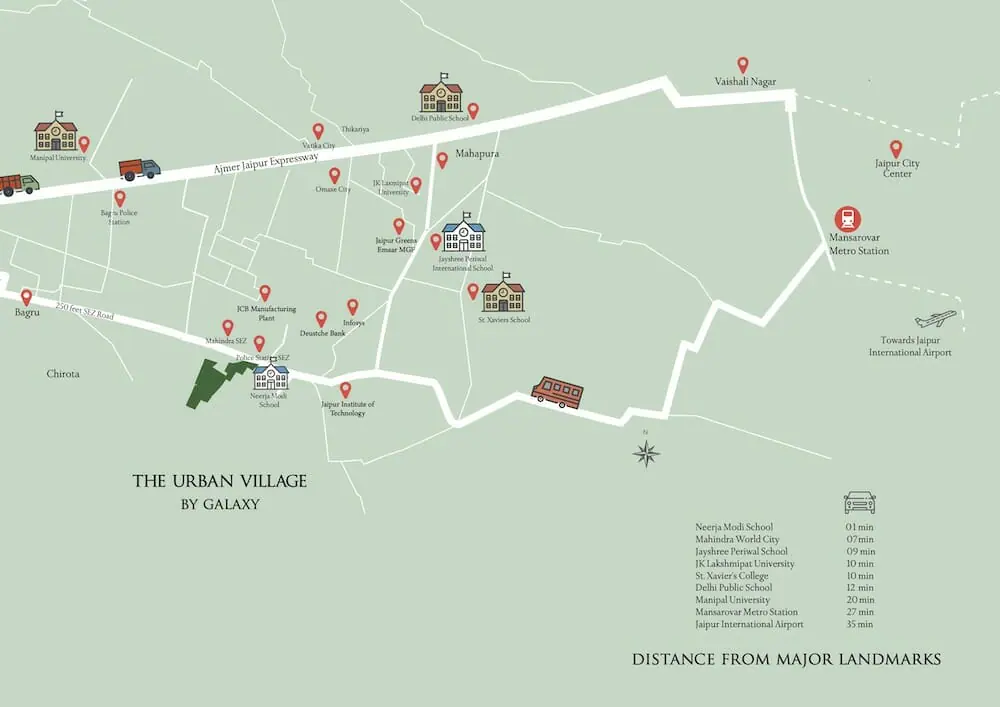 Vaishali Nagar
Delhi Public School
Thikariya
Vatika City
Mahapura
Manipal University
Ajmer Jaipur Expressway
Jaipur City
Center
Omaxe City
JK Laxmipat
University
Bagru Police
Station
Jaipur Greens
Emaar MGF
Mansarovar
Metro Station
Jayshree Periwal
International School
250 feet SEZ Road
Bagru
JCB Manufacturing
Plant
Infosys
St. Xaviers School
Deustche Bank
Mahindra SEZ
Police Station SEZ
Towards Jaipur
International Airport
Chirota
Neerja Modi
School
Jaipur Institute of
Technology
N
THE URBAN VILLAGE
BY GALAXY
Neerja Modi School 01 min
Mahindra World City 07 min
Jayshree Periwal School 09 min
JK Lakshmipat University 10 min
St. Xavier's College 10 min
Delhi Public School 12 min
Manipal University 20 min
Mansarovar Metro Station 27 min
Jaipur International Airport 35 min
DISTANCE FROM MAJOR LANDMARKS